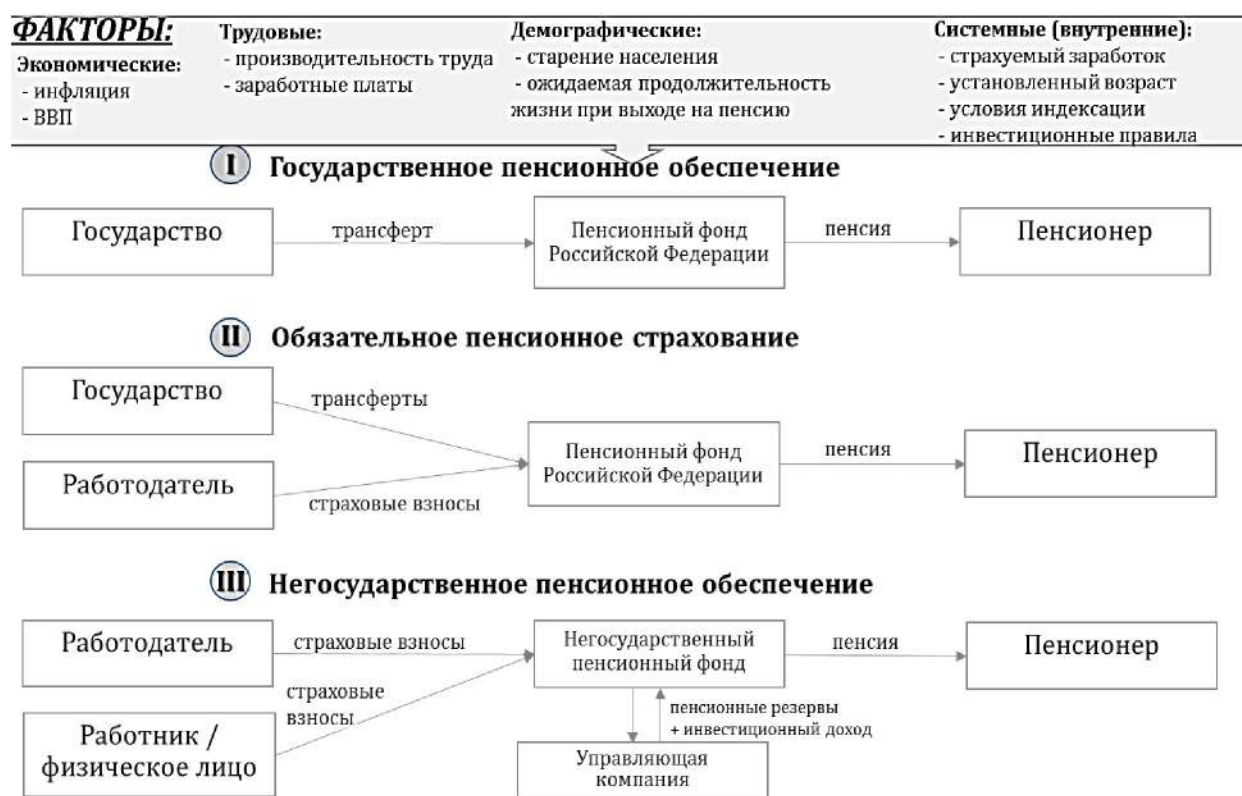 ФАКТОРЫ:
Экономические:
- инфляция
- ВВП
Трудовые:
- производительность труда
- заработные платы
Демографические:
- старение населения
- ожидаемая продолжительность
жизни при выходе на пенсию
Системные (внутренние):
- страхуемый заработок
- установленный возраст
- условия индексации
- инвестиционные правила
I Государственное пенсионное обеспечение
Государство
трансферт
Пенсионный фонд
Российской Федерации
пенсия
Пенсионер
II Обязательное пенсионное страхование
Государство
трансферты
Работодатель
страховые взносы
Пенсионный фонд
Российской Федерации
пенсия
Пенсионер
III Негосударственное пенсионное обеспечение
Работодатель
страховые взносы
Работник /
физическое лицо
страховые
взносы
Негосударственный
пенсионный фонд
пенсия
Пенсионер
пенсионные резервы
+ инвестиционный доход
Управляющая
компания